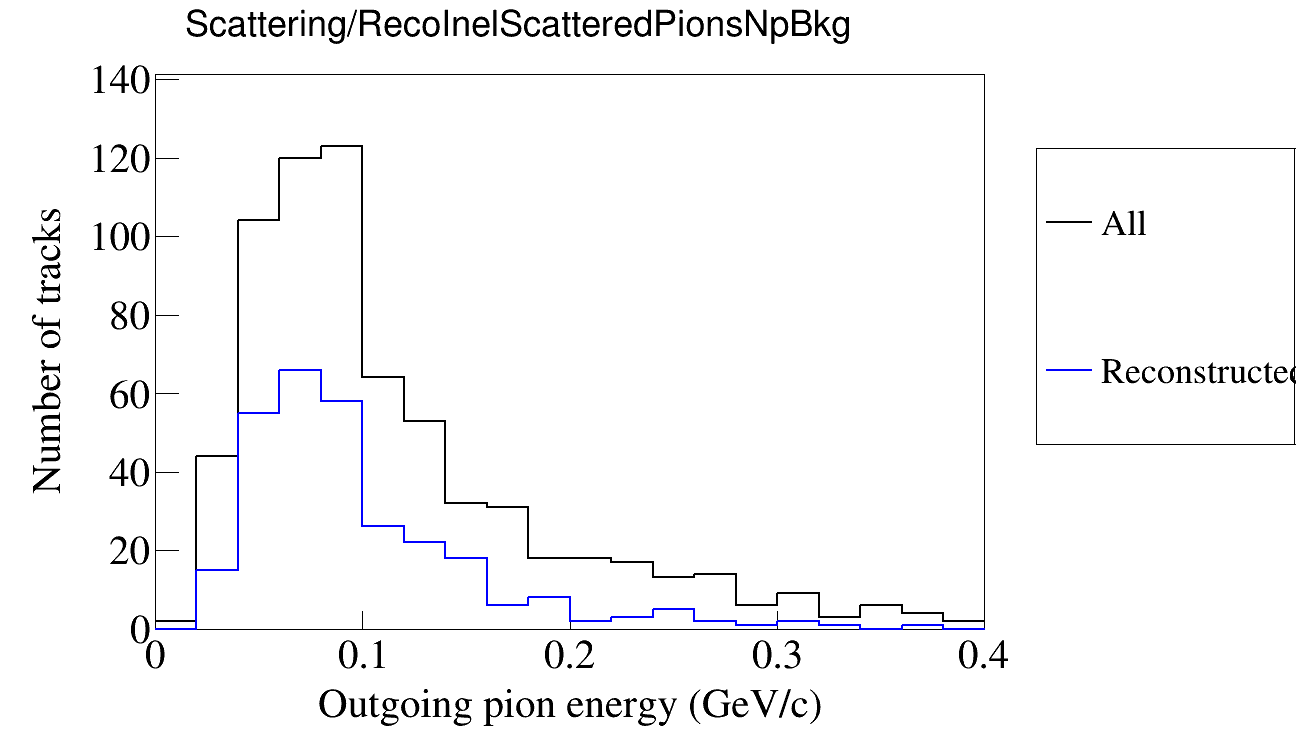 Scattering/RecoInelScatteredPionsNpBkg
140
120
100
80
60
40
20
0
0 0.1 0.2 0.3 0.4
Number of tracks
Outgoing pion energy (GeV/c)
All
Reconstructed